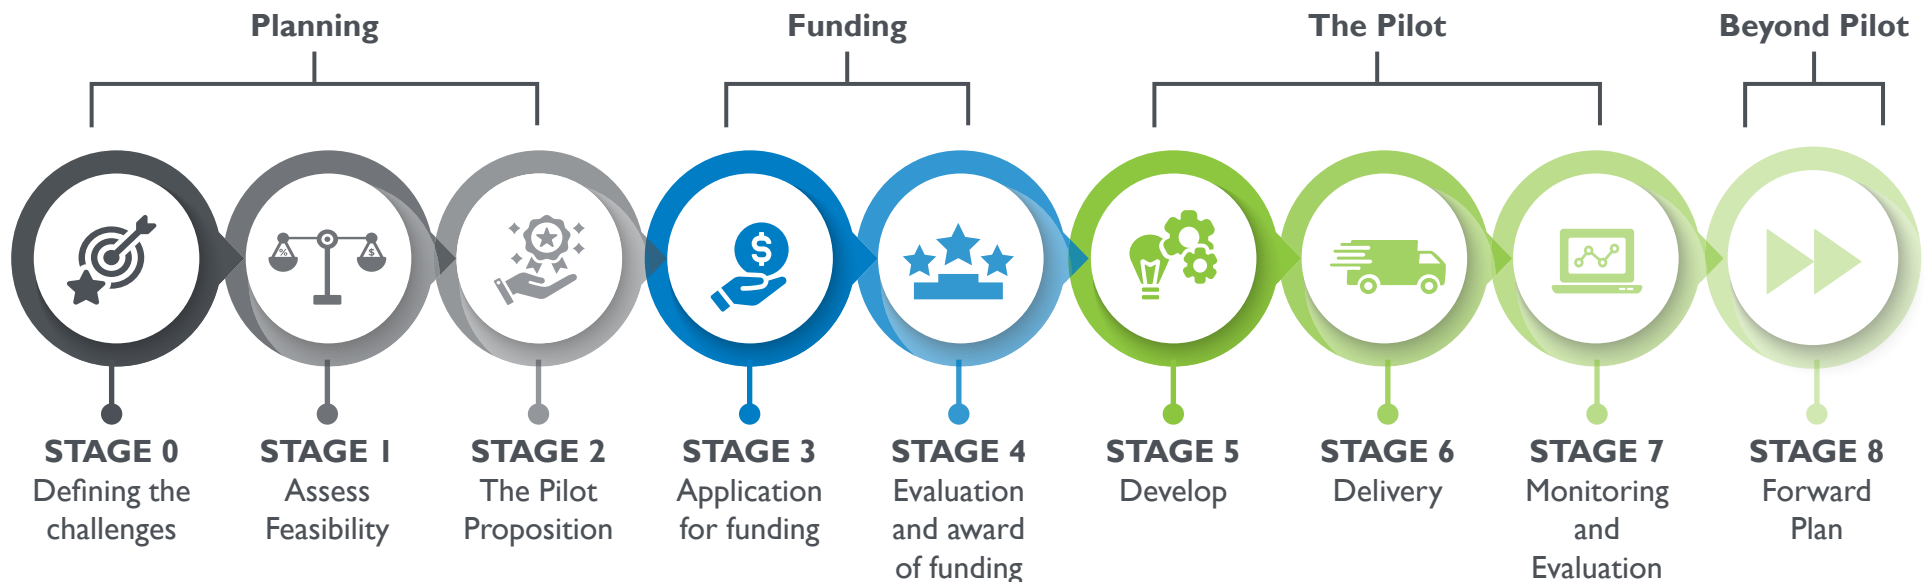 Planning
Funding
The Pilot
Beyond Pilot
%
$
$
STAGE 0
Defining the
challenges
STAGE 1
Assess
Feasibility
STAGE 2
The Pilot
Proposition
STAGE 3
Application
for funding
STAGE 4
Evaluation
and award
of funding
STAGE 5
Develop
STAGE 6
Delivery
STAGE 7
Monitoring
and
Evaluation
STAGE 8
Forward
Plan